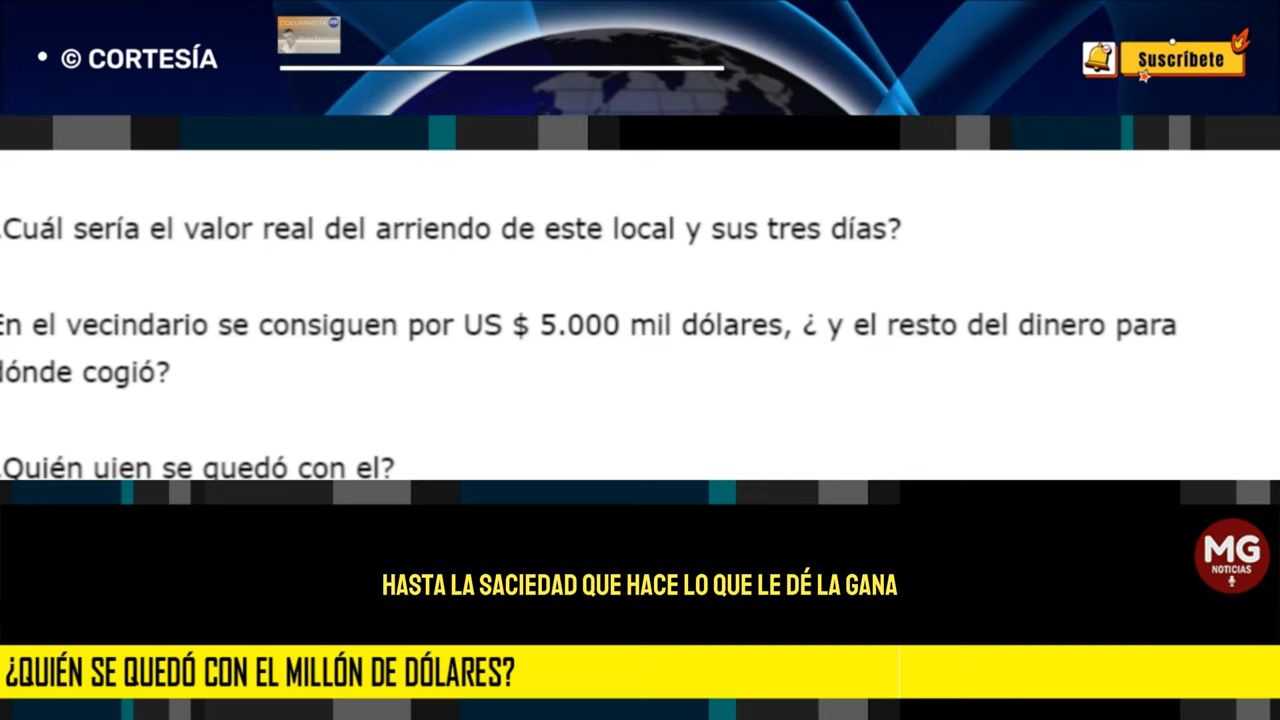 • © CORTESÍA
COLUMNISTA
Suscríbete
Cuál sería el valor real del arriendo de este local y sus tres días?
En el vecindario se consiguen por US $ 5.000 mil dólares, ¿ y el resto del dinero para
dónde cogió?
Quién uien se quedó con el?
MG
NOTICIAS
HASTA LA SACIEDAD QUE HACE LO QUE LE DÉ LA GANA
¿QUIÉN SE QUEDÓ CON EL MILLÓN DE DÓLARES?